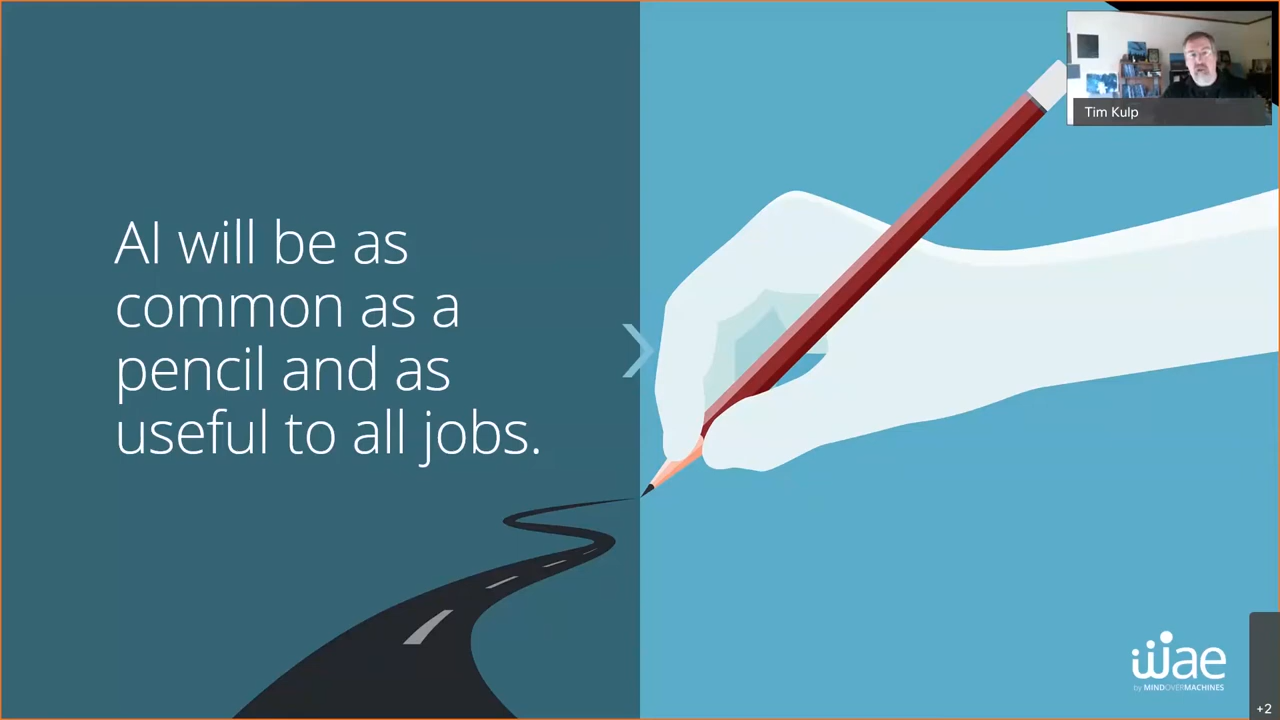 AI will be as
common as a
pencil and as
useful to all jobs.
Tim Kulp
wae
by MINDOVERMACHINES
+2